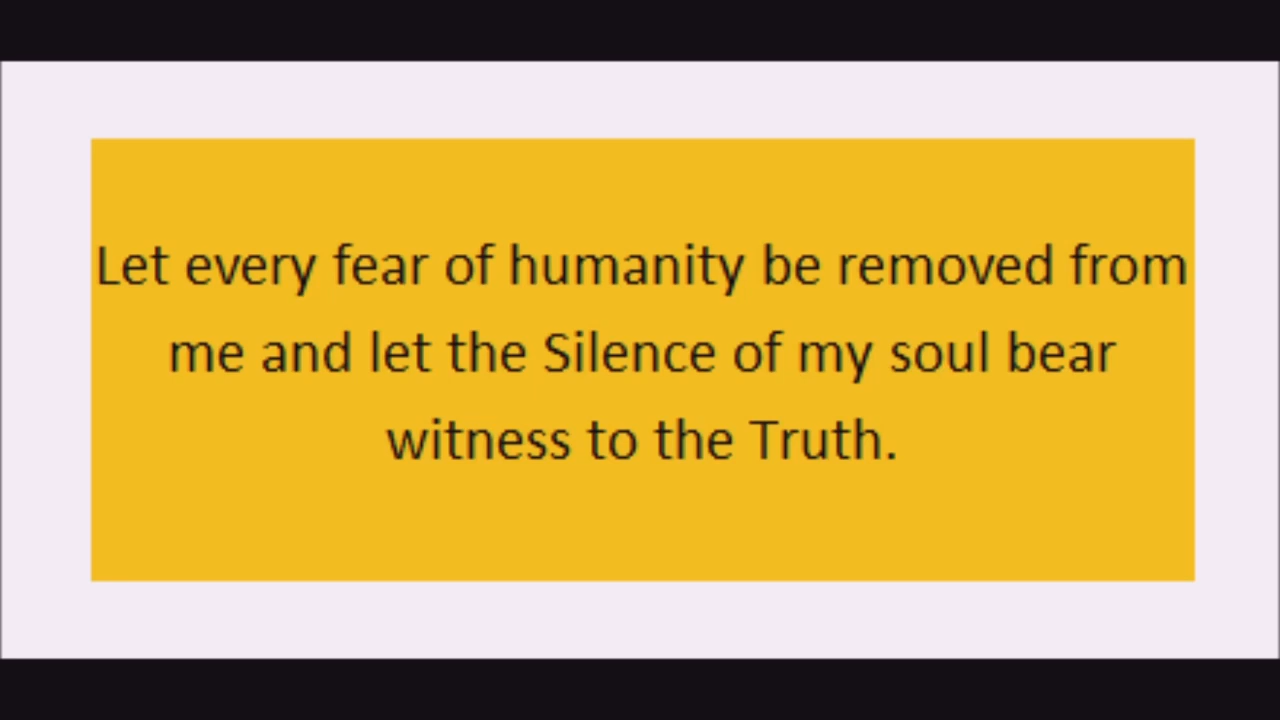 Let every fear of humanity be removed from
me and let the Silence of my soul bear
witness to the Truth.